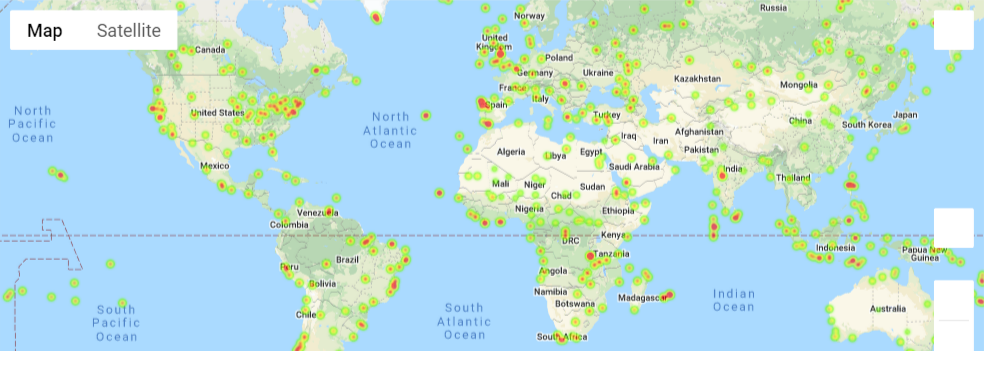 Map Satellite
Norway
Russia
United
Kingdom
Canada
Poland
Germany
Ukraine
Kazakhstan
Mongolia
France
Italy
Spain
North
Pacific
Ocean
United States
North
Atlantic
Ocean
Turkey
China
Japan
South Korea
Afghanistan
Iraq
Iran
Pakistan
Algeria
Libya
Egypt
Saudi Arabia
Mexico
India
Thailand
Mali
Niger
Chad
Sudan
Nigeria
Ethiopia
Venezuela
Colombia
DRC
Kenya
Indonesia
Papua New
Guinea
Tanzania
Brazil
Peru
Angola
Bolivia
Namibia
Botswana
Madagascar
Indian
Ocean
South
Pacific
Ocean
South
Atlantic
Ocean
Chile
Australia
South Africa